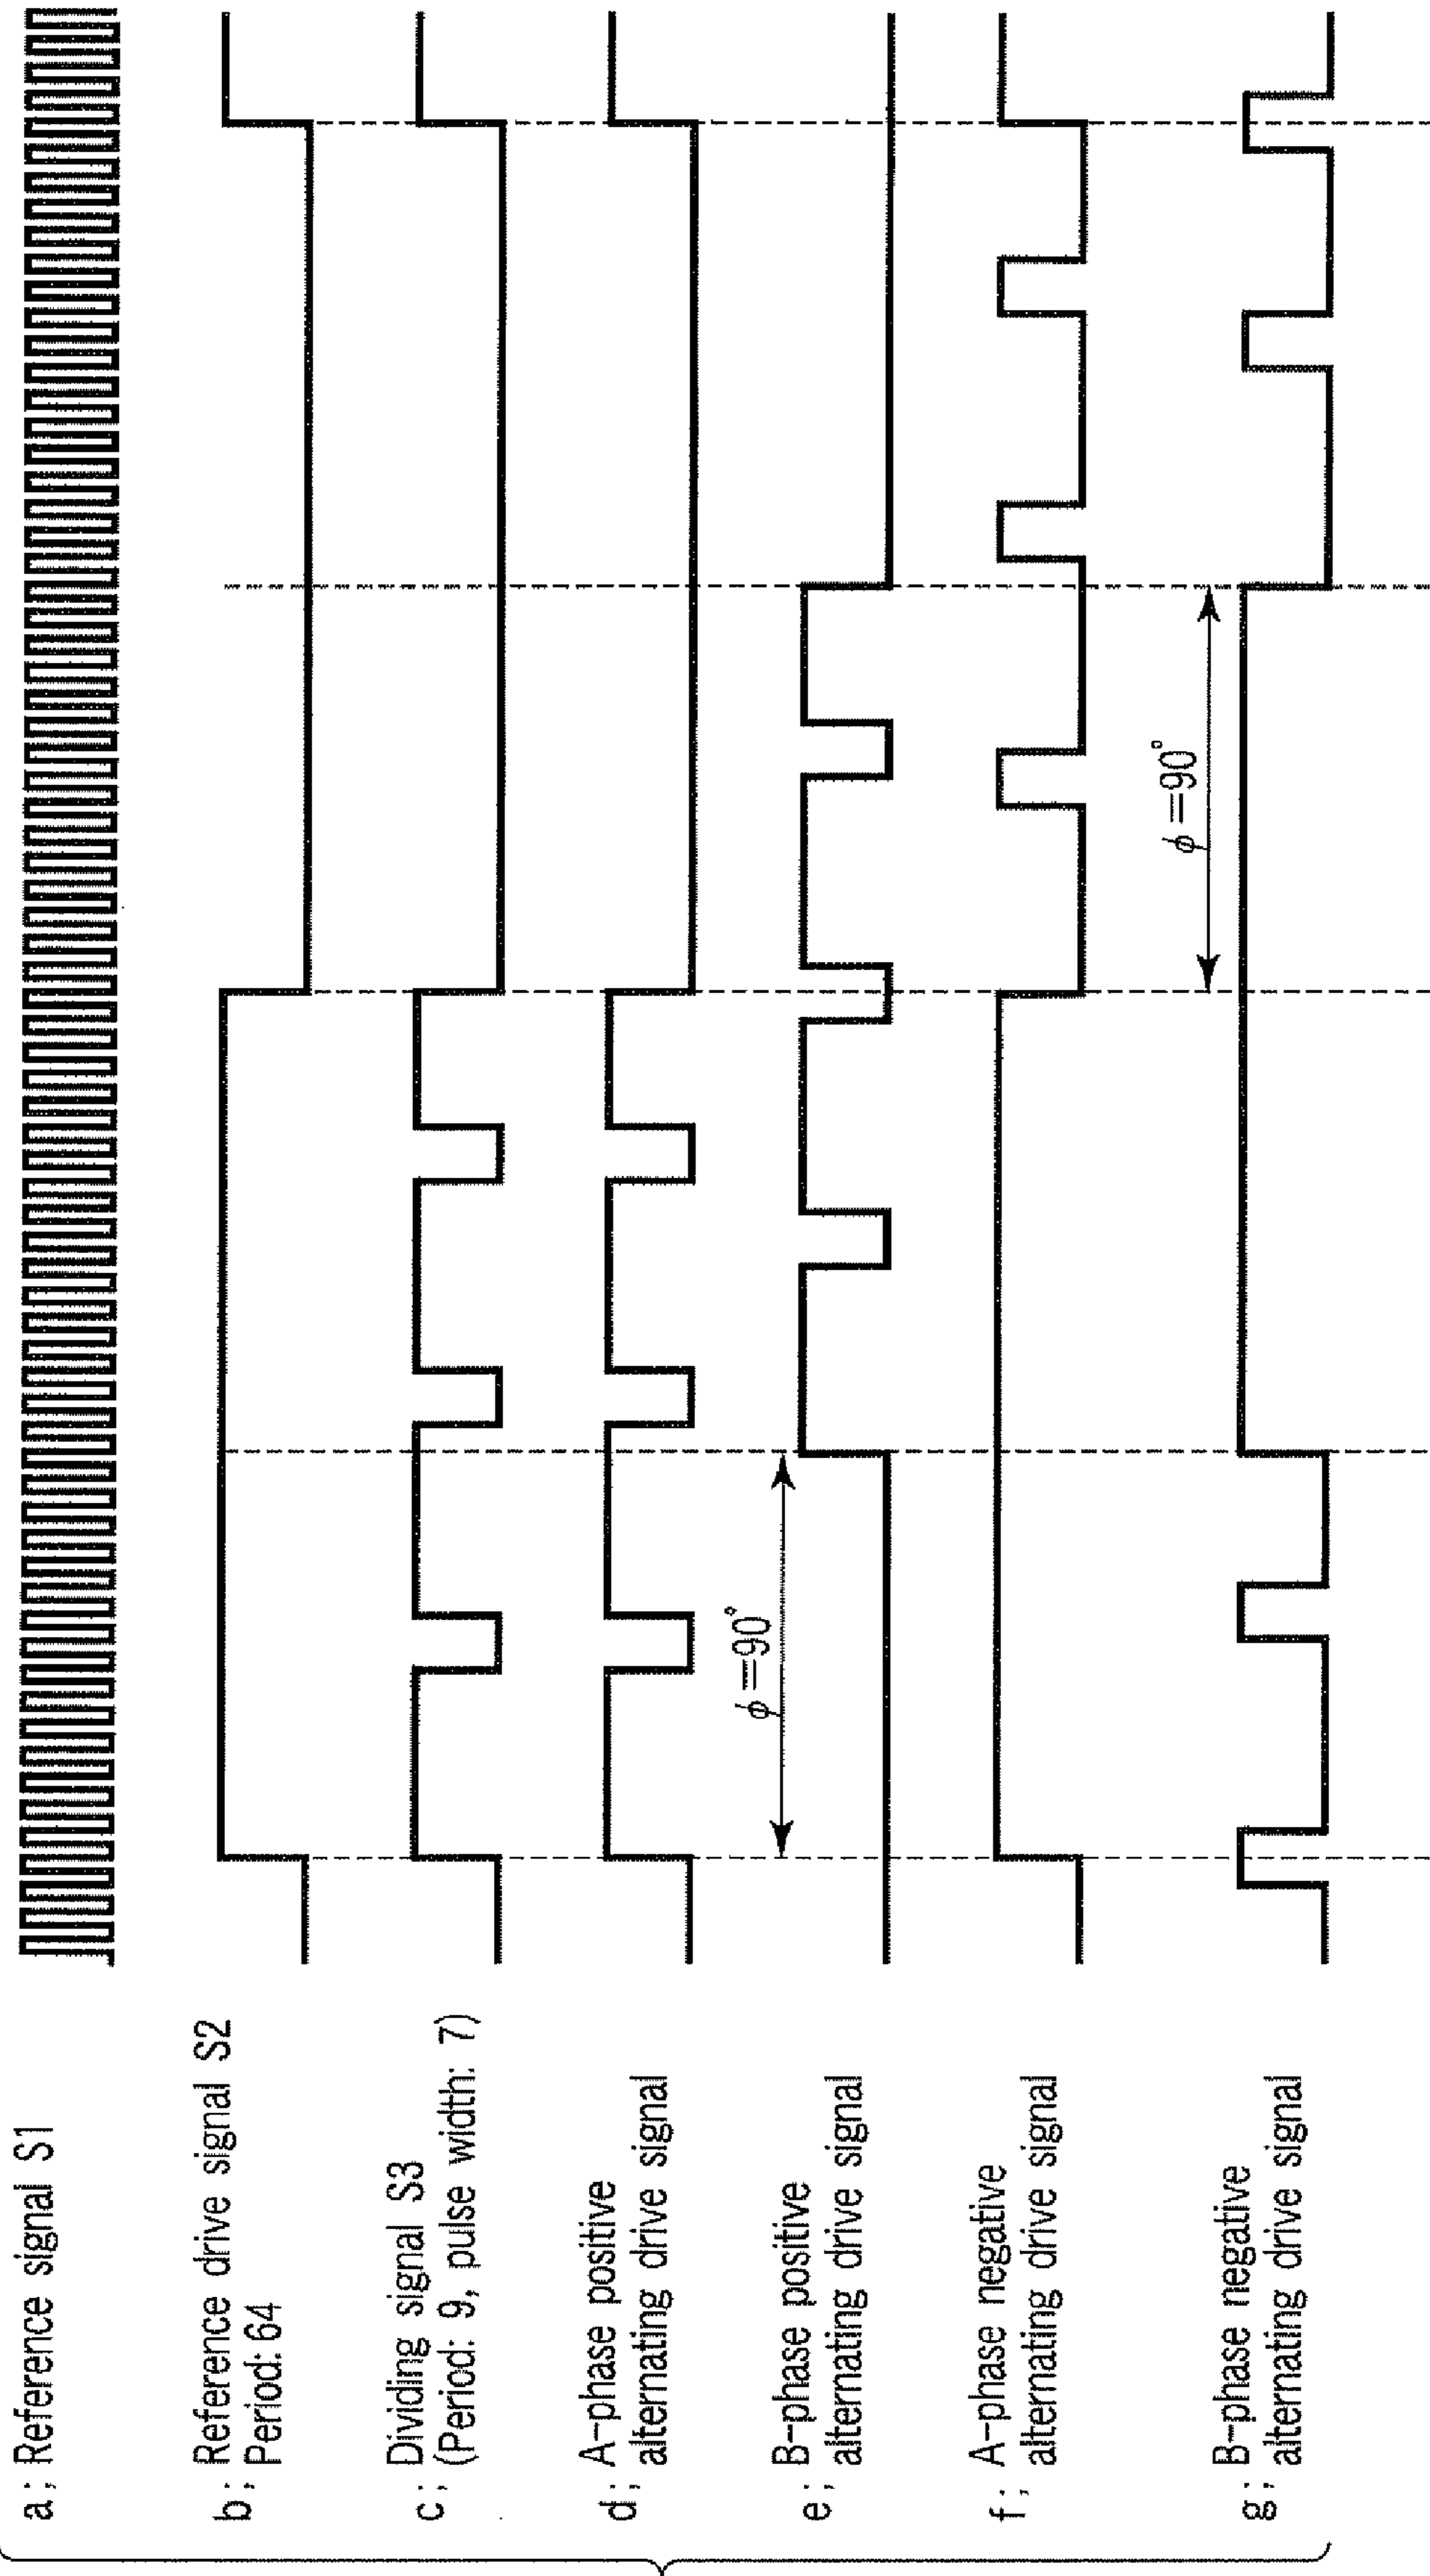 a ; Reference signal S1
b ; Reference drive signal S2
Period: 64
c ; Dividing signal S3
(Period: 9, pulse width: 7)
d ; A-phase positive
alternating drive signal
ϕ=90°
e ; B-phase positive
alternating drive signal
f ; A-phase negative
alternating drive signal
ϕ=90°
g ; B-phase negative
alternating drive signal